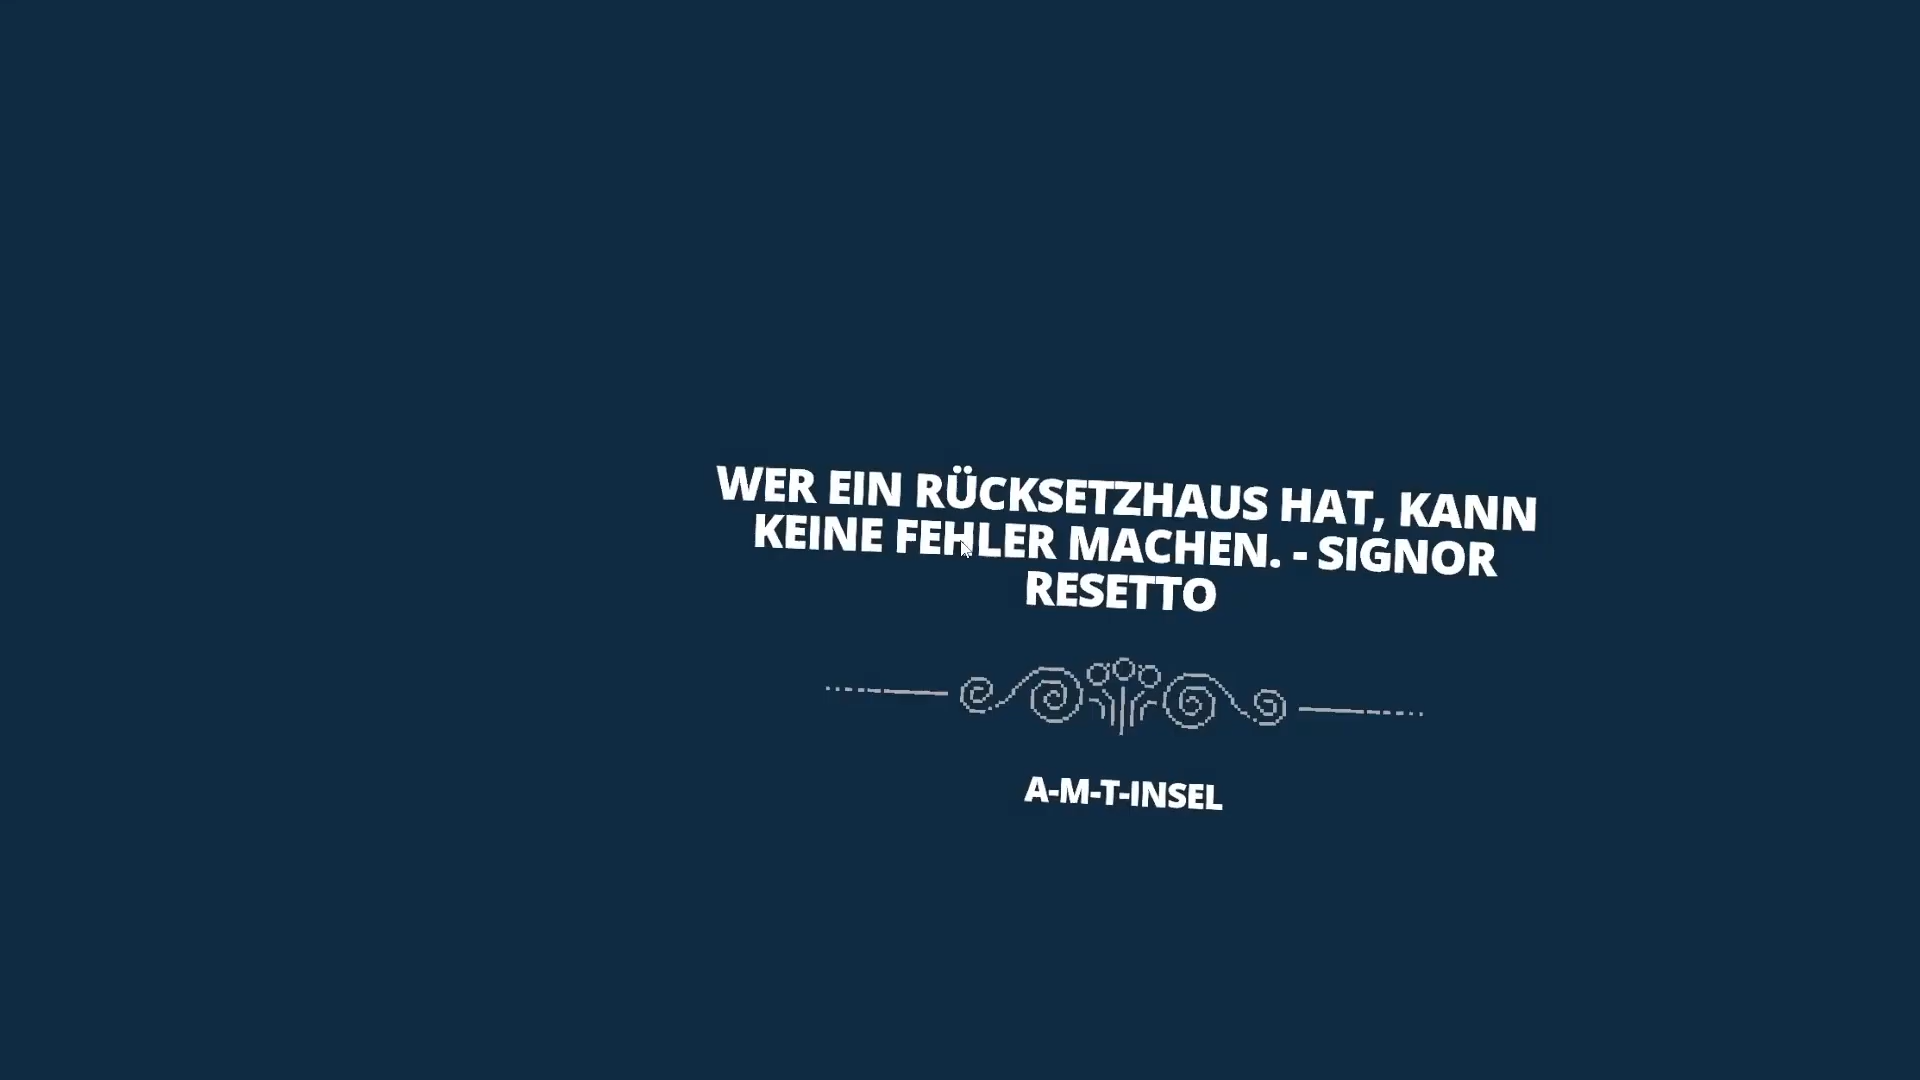 WER EIN RÜCKSETZHAUS HAT, KANN
KEINE FEHLER MACHEN. - SIGNOR
RESETTO
A-M-T-INSEL